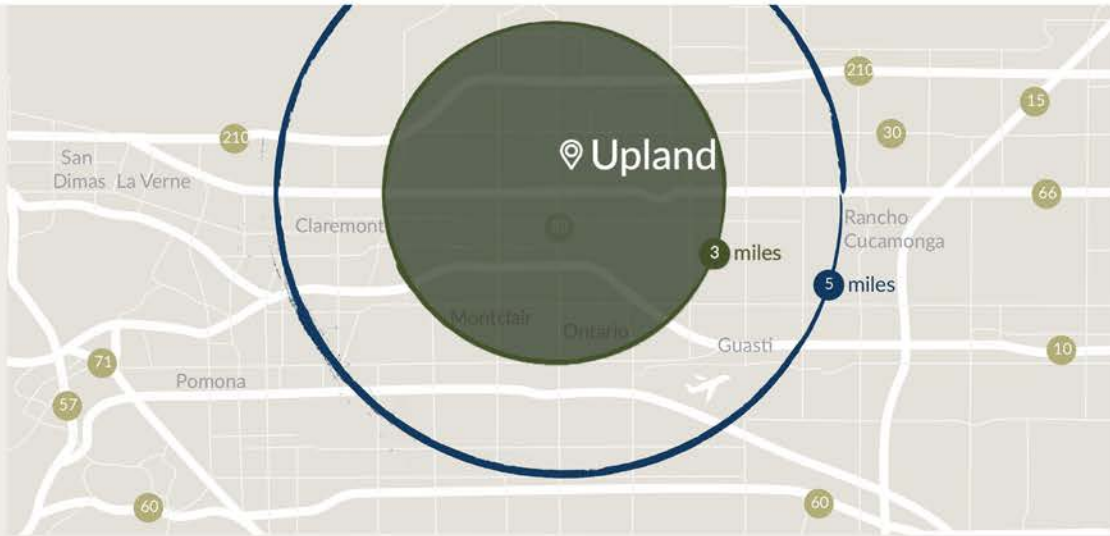 210
15
210
30
San
Dimas La Verne
Upland
66
Claremont
Rancho
Cucamonga
3 miles
5 miles
Montclair
Ontario
Guasti
10
71
Pomona
57
60
60